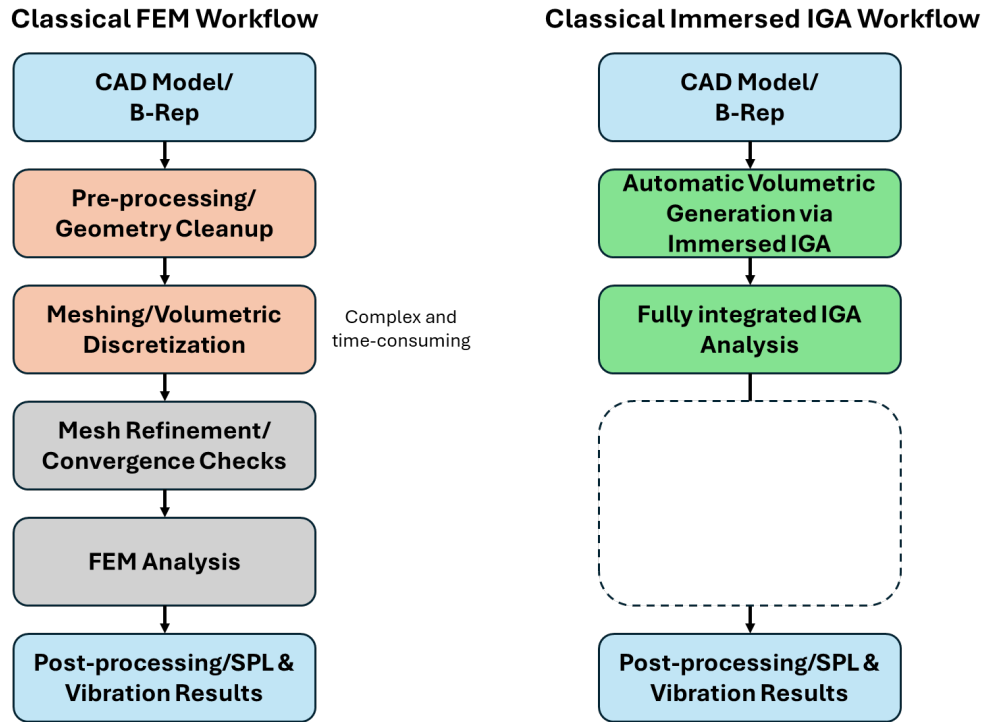 Classical FEM Workflow
CAD Model/
B-Rep
Pre-processing/
Geometry Cleanup
Meshing/Volumetric
Discretization
Complex and
time-consuming
Mesh Refinement/
Convergence Checks
FEM Analysis
Post-processing/SPL &
Vibration Results
Classical Immersed IGA Workflow
CAD Model/
B-Rep
Automatic Volumetric
Generation via
Immersed IGA
Fully integrated IGA
Analysis
Post-processing/SPL &
Vibration Results